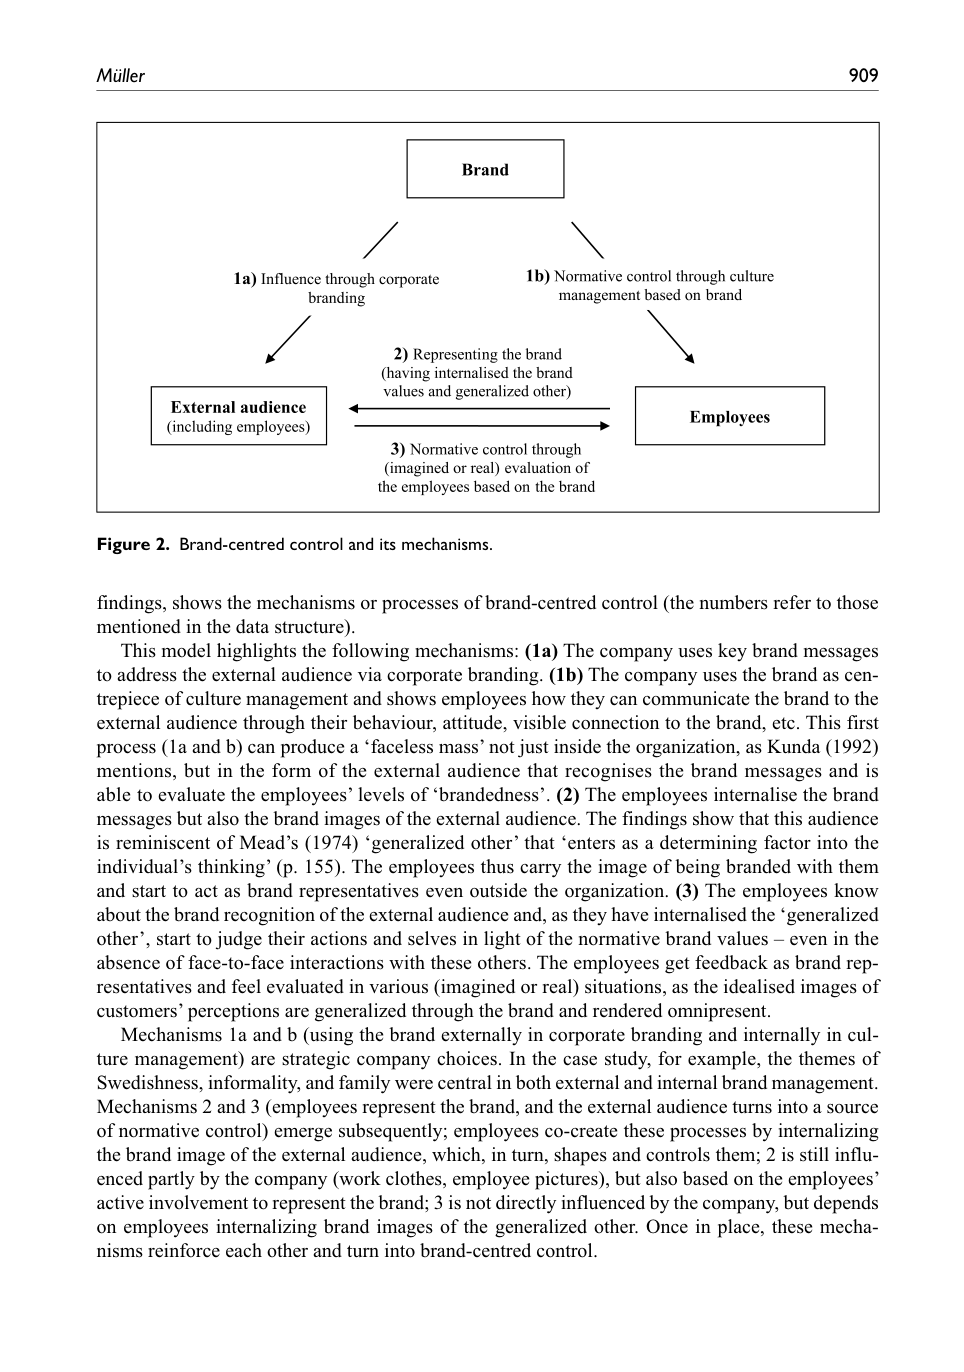 Müller
909
Brand
1a) Influence through corporate
branding
1b) Normative control through culture
management based on brand
2) Representing the brand
(having internalised the brand
values and generalized other)
External audience
(including employees)
Employees
3) Normative control through
(imagined or real) evaluation of
the employees based on the brand
Figure 2. Brand-centred control and its mechanisms.
findings, shows the mechanisms or processes of brand-centred control (the numbers refer to those
mentioned in the data structure).
This model highlights the following mechanisms: (1a) The company uses key brand messages
to address the external audience via corporate branding. (1b) The company uses the brand as cen-
trepiece of culture management and shows employees how they can communicate the brand to the
external audience through their behaviour, attitude, visible connection to the brand, etc. This first
process (1a and b) can produce a ‘faceless mass’ not just inside the organization, as Kunda (1992)
mentions, but in the form of the external audience that recognises the brand messages and is
able to evaluate the employees’ levels of ‘brandedness’. (2) The employees internalise the brand
messages but also the brand images of the external audience. The findings show that this audience
is reminiscent of Mead’s (1974) ‘generalized other’ that ‘enters as a determining factor into the
individual’s thinking’ (p. 155). The employees thus carry the image of being branded with them
and start to act as brand representatives even outside the organization. (3) The employees know
about the brand recognition of the external audience and, as they have internalised the ‘generalized
other’, start to judge their actions and selves in light of the normative brand values – even in the
absence of face-to-face interactions with these others. The employees get feedback as brand rep-
resentatives and feel evaluated in various (imagined or real) situations, as the idealised images of
customers’ perceptions are generalized through the brand and rendered omnipresent.
Mechanisms 1a and b (using the brand externally in corporate branding and internally in cul-
ture management) are strategic company choices. In the case study, for example, the themes of
Swedishness, informality, and family were central in both external and internal brand management.
Mechanisms 2 and 3 (employees represent the brand, and the external audience turns into a source
of normative control) emerge subsequently; employees co-create these processes by internalizing
the brand image of the external audience, which, in turn, shapes and controls them; 2 is still influ-
enced partly by the company (work clothes, employee pictures), but also based on the employees’
active involvement to represent the brand; 3 is not directly influenced by the company, but depends
on employees internalizing brand images of the generalized other. Once in place, these mecha-
nisms reinforce each other and turn into brand-centred control.